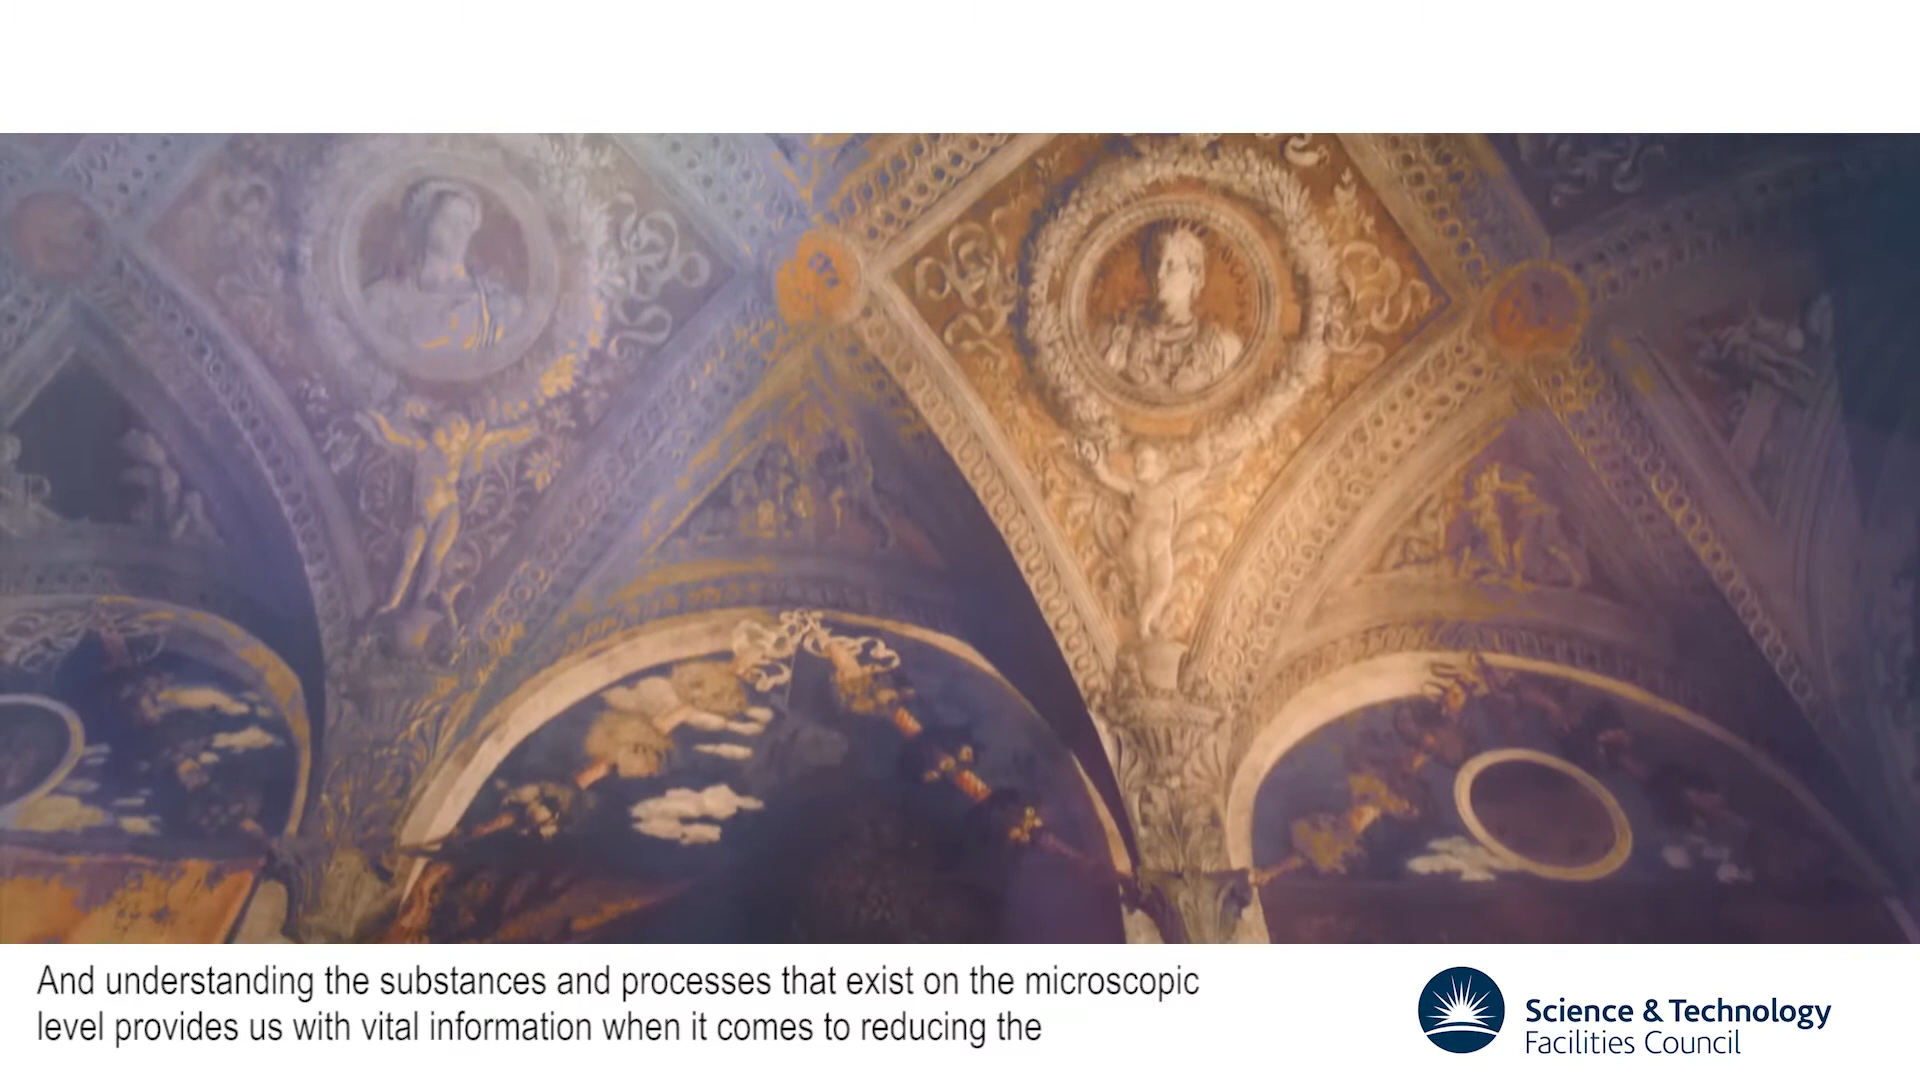 And understanding the substances and processes that exist on the microscopic
level provides us with vital information when it comes to reducing the
Science & Technology
Facilities Council